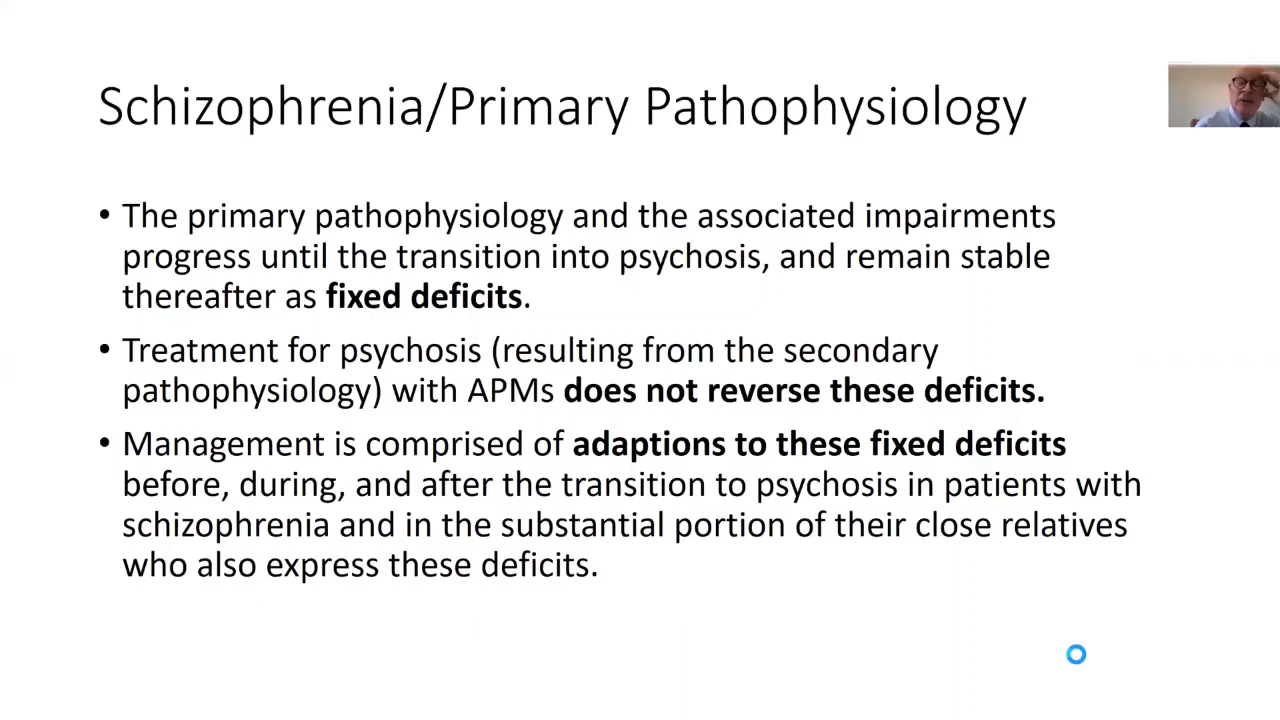 Schizophrenia/Primary Pathophysiology
• The primary pathophysiology and the associated impairments
progress until the transition into psychosis, and remain stable
thereafter as fixed deficits.
• Treatment for psychosis (resulting from the secondary
pathophysiology) with APMs does not reverse these deficits.
• Management is comprised of adaptions to these fixed deficits
before, during, and after the transition to psychosis in patients with
schizophrenia and in the substantial portion of their close relatives
who also express these deficits.